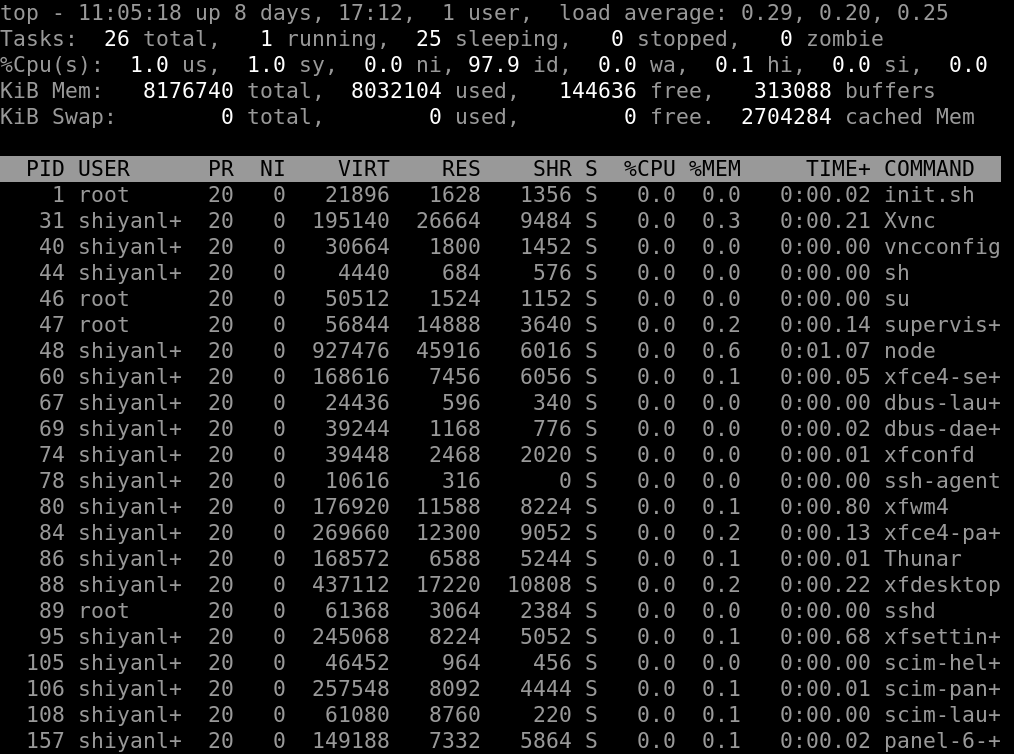 top - 11:05:18 up 8 days, 17:12,  1 user,  load average: 0.29, 0.20, 0.25
Tasks:  26 total,   1 running,  25 sleeping,   0 stopped,   0 zombie
%Cpu(s):  1.0 us,  1.0 sy,  0.0 ni, 97.9 id,  0.0 wa,  0.1 hi,  0.0 si,  0.0
KiB Mem:   8176740 total,  8032104 used,   144636 free,   313088 buffers
KiB Swap:        0 total,        0 used,        0 free.  2704284 cached Mem
  PID USER      PR  NI    VIRT    RES    SHR S  %CPU %MEM     TIME+ COMMAND
    1 root      20   0   21896   1628   1356 S   0.0  0.0   0:00.02 init.sh
   31 shiyanl+  20   0  195140  26664   9484 S   0.0  0.3   0:00.21 Xvnc
   40 shiyanl+  20   0   30664   1800   1452 S   0.0  0.0   0:00.00 vncconfig
   44 shiyanl+  20   0    4440    684    576 S   0.0  0.0   0:00.00 sh
   46 root      20   0   50512   1524   1152 S   0.0  0.0   0:00.00 su
   47 root      20   0   56844  14888   3640 S   0.0  0.2   0:00.14 supervis+
   48 shiyanl+  20   0  927476  45916   6016 S   0.0  0.6   0:01.07 node
   60 shiyanl+  20   0  168616   7456   6056 S   0.0  0.1   0:00.05 xfce4-se+
   67 shiyanl+  20   0   24436    596    340 S   0.0  0.0   0:00.00 dbus-lau+
   69 shiyanl+  20   0   39244   1168    776 S   0.0  0.0   0:00.02 dbus-dae+
   74 shiyanl+  20   0   39448   2468   2020 S   0.0  0.0   0:00.01 xfconfd
   78 shiyanl+  20   0   10616    316      0 S   0.0  0.0   0:00.00 ssh-agent
   80 shiyanl+  20   0  176920  11588   8224 S   0.0  0.1   0:00.80 xfwm4
   84 shiyanl+  20   0  269660  12300   9052 S   0.0  0.2   0:00.13 xfce4-pa+
   86 shiyanl+  20   0  168572   6588   5244 S   0.0  0.1   0:00.01 Thunar
   88 shiyanl+  20   0  437112  17220  10808 S   0.0  0.2   0:00.22 xfdesktop
   89 root      20   0   61368   3064   2384 S   0.0  0.0   0:00.00 sshd
   95 shiyanl+  20   0  245068   8224   5052 S   0.0  0.1   0:00.68 xfsettin+
  105 shiyanl+  20   0   46452    964    456 S   0.0  0.0   0:00.00 scim-hel+
  106 shiyanl+  20   0  257548   8092   4444 S   0.0  0.1   0:00.01 scim-pan+
  108 shiyanl+  20   0   61080   8760    220 S   0.0  0.1   0:00.00 scim-lau+
  157 shiyanl+  20   0  149188   7332   5864 S   0.0  0.1   0:00.02 panel-6-+